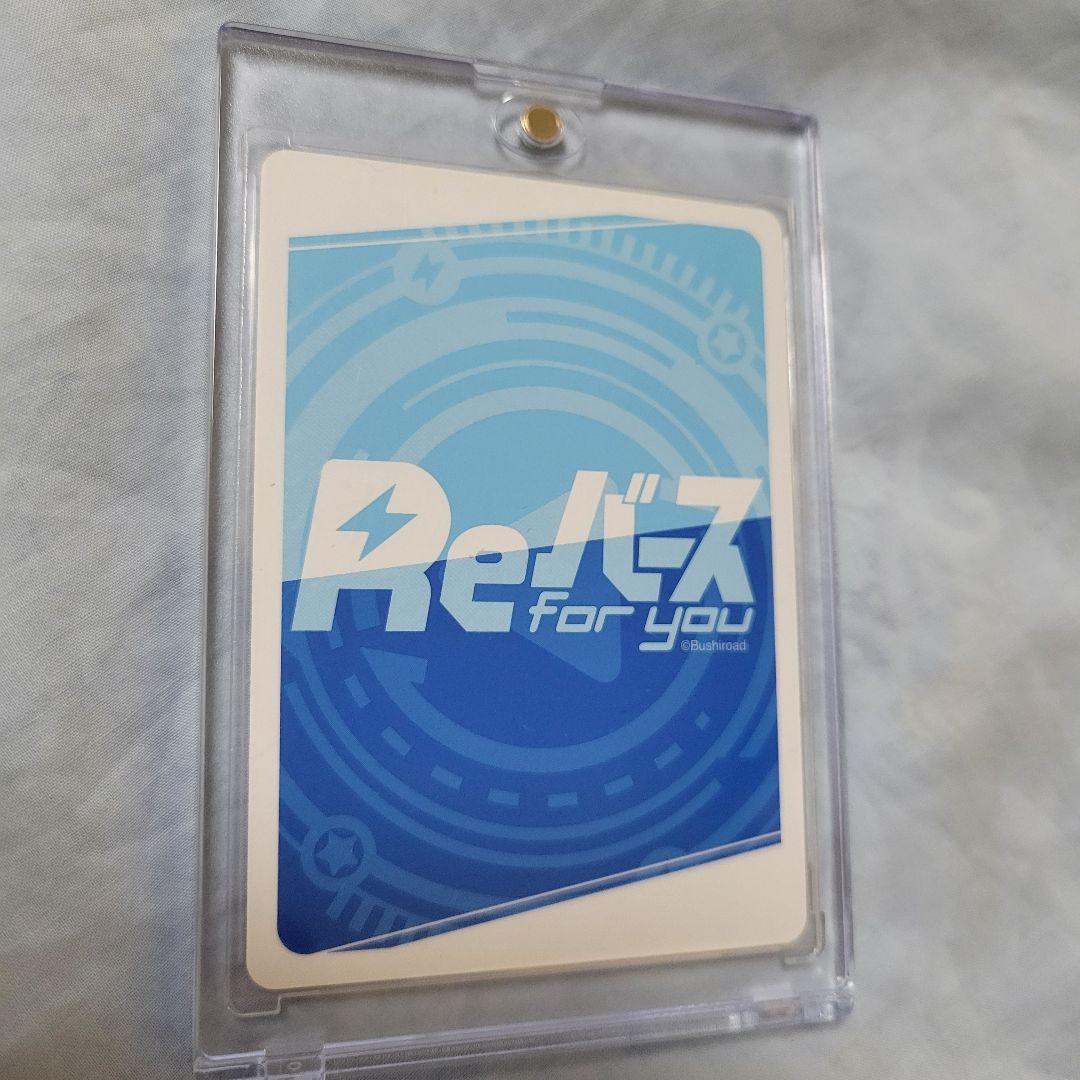 Reバース
for you
©Bushiroad